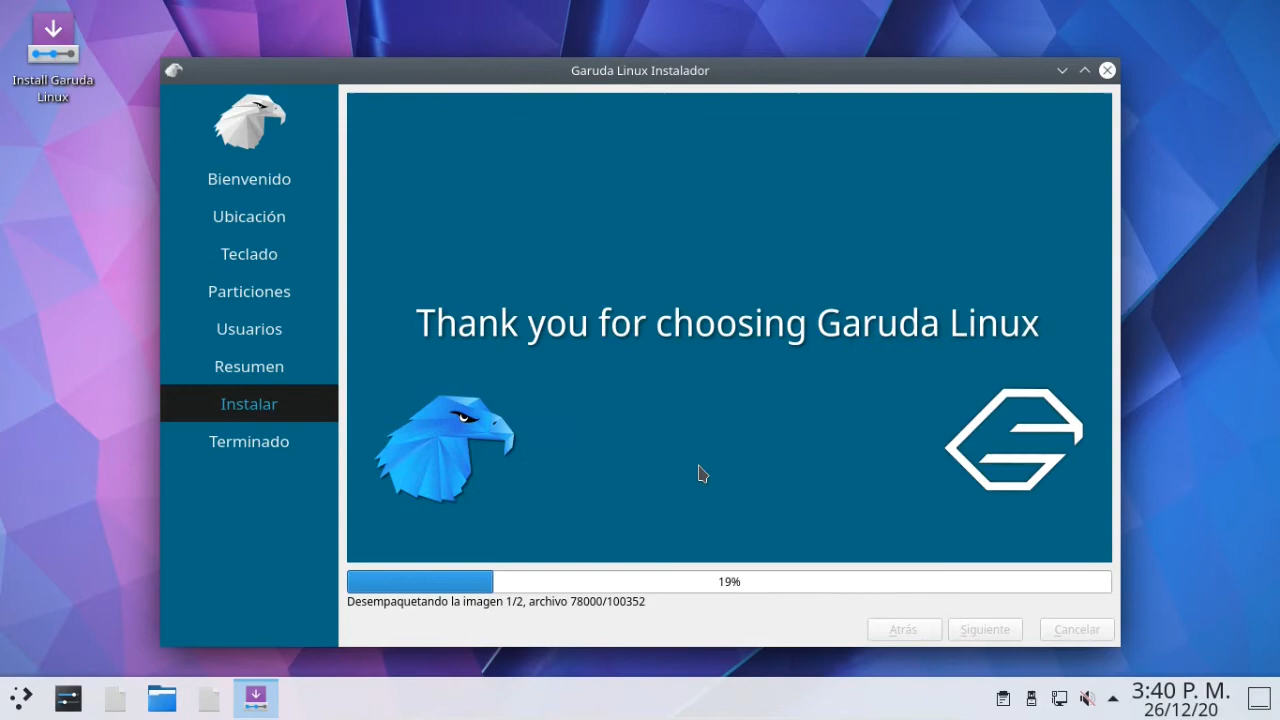 Install Garuda
Linux
Garuda Linux Instalador
Bienvenido
Ubicación
Teclado
Particiones
Usuarios
Resumen
Instalar
Terminado
Thank you for choosing Garuda Linux
19%
Desempaquetando la imagen 1/2, archivo 78000/100352
Atrás
Siguiente
Cancelar
3:40 P. M.
26/12/20